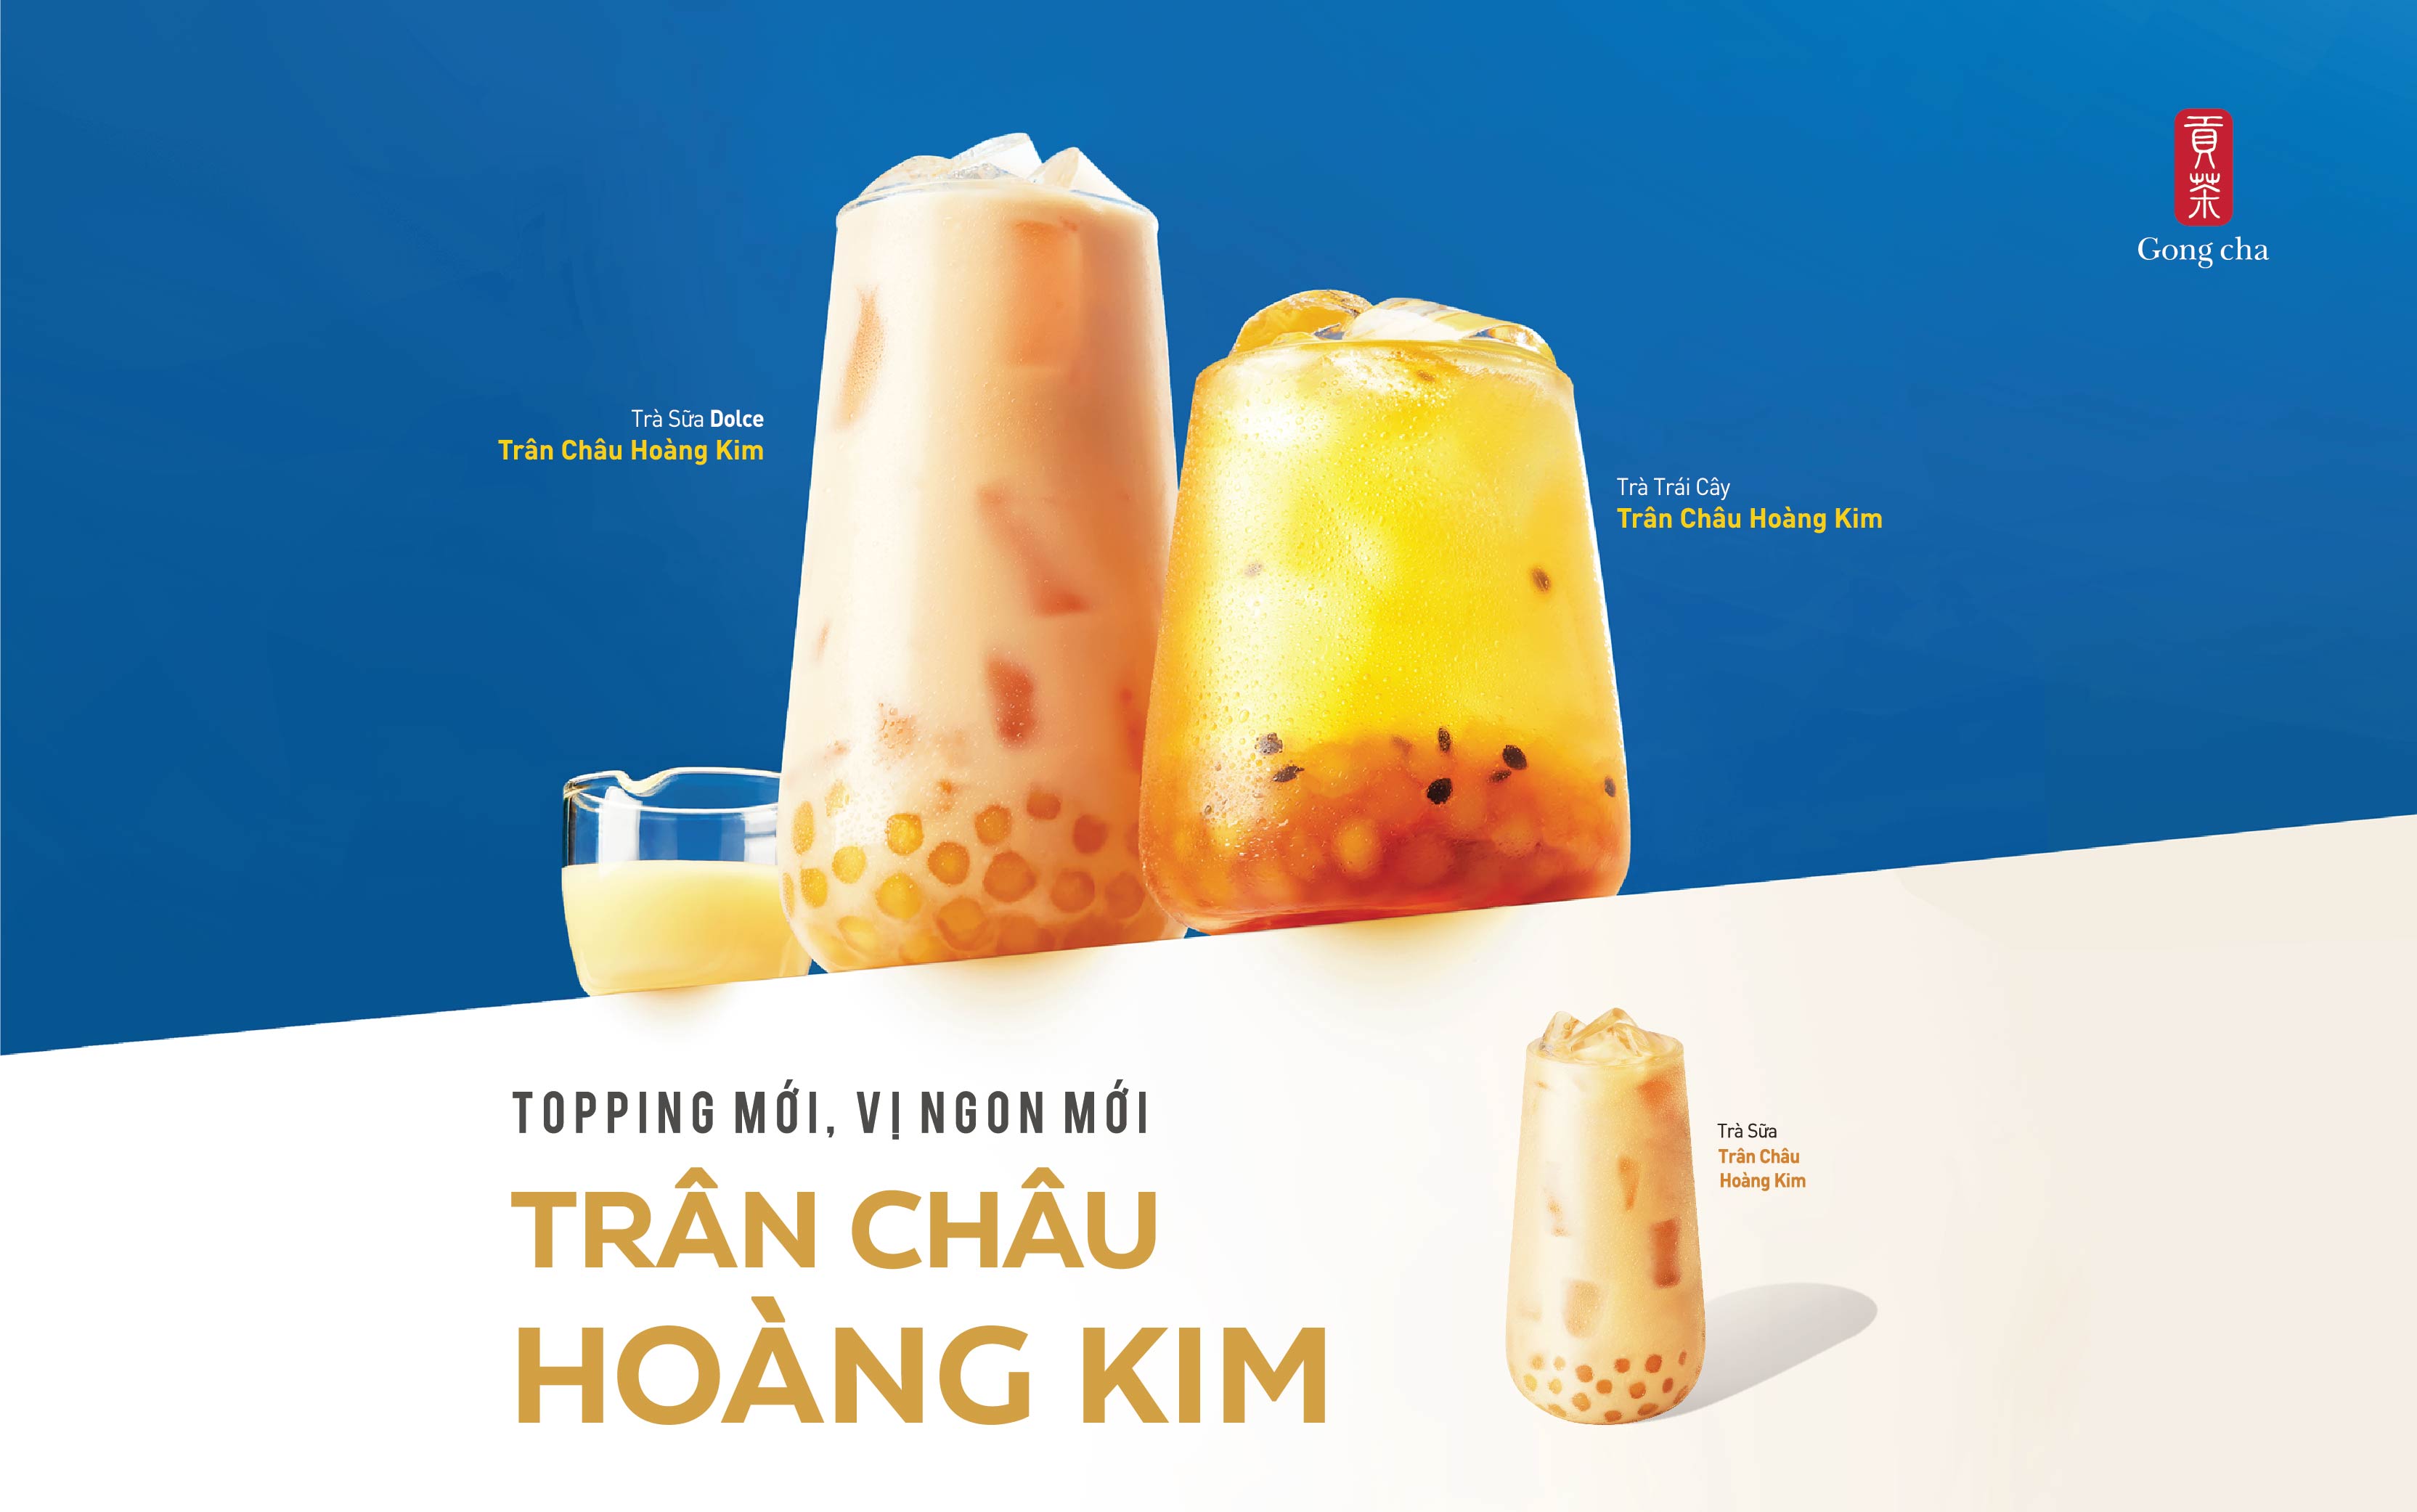 貢茶
Gong cha
Trà Sữa Dolce
Trân Châu Hoàng Kim
Trà Trái Cây
Trân Châu Hoàng Kim
TOPPING MỚI, VỊ NGON MỚI
TRÂN CHÂU
HOÀNG KIM
Trà Sữa
Trân Châu
Hoàng Kim